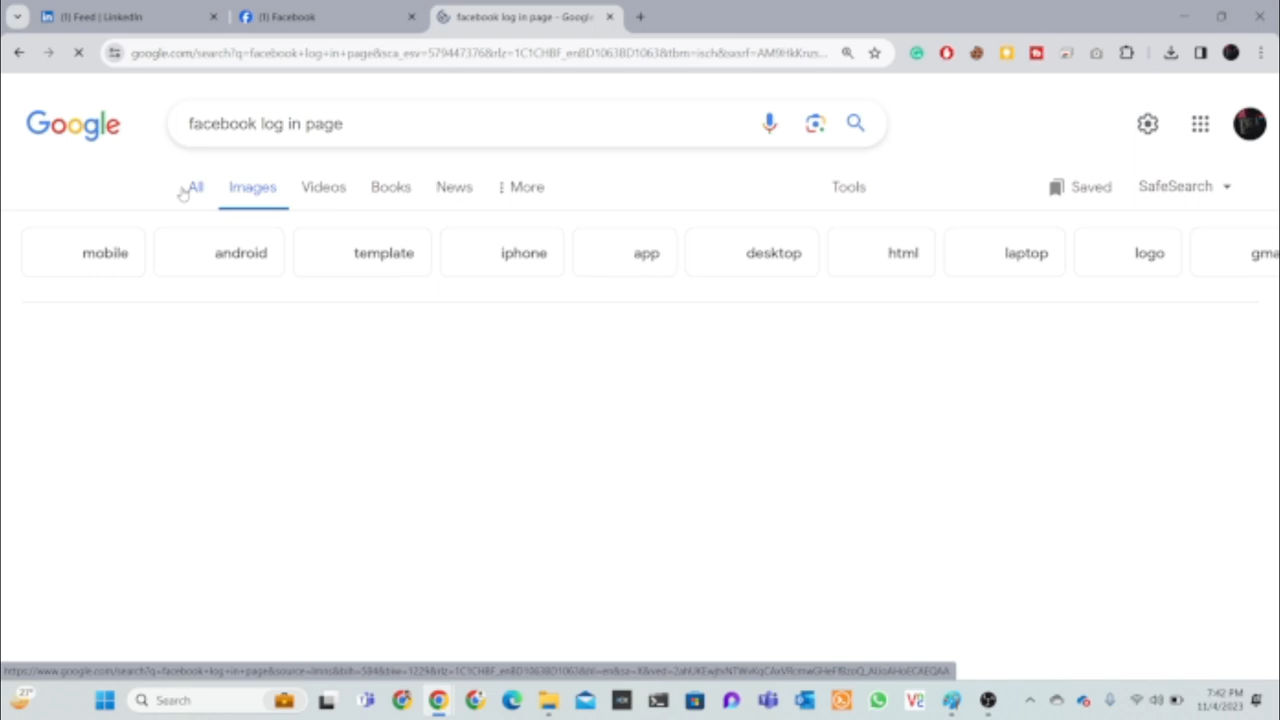 (1) Feed | LinkedIn
(1) Facebook
facebook log in page - Google
Google
facebook log in page
All
Images
Videos
Books
News
More
Tools
Saved
SafeSearch
mobile
android
template
iphone
app
desktop
html
laptop
logo
gma
27°
Search
7:42 PM
11/4/2023